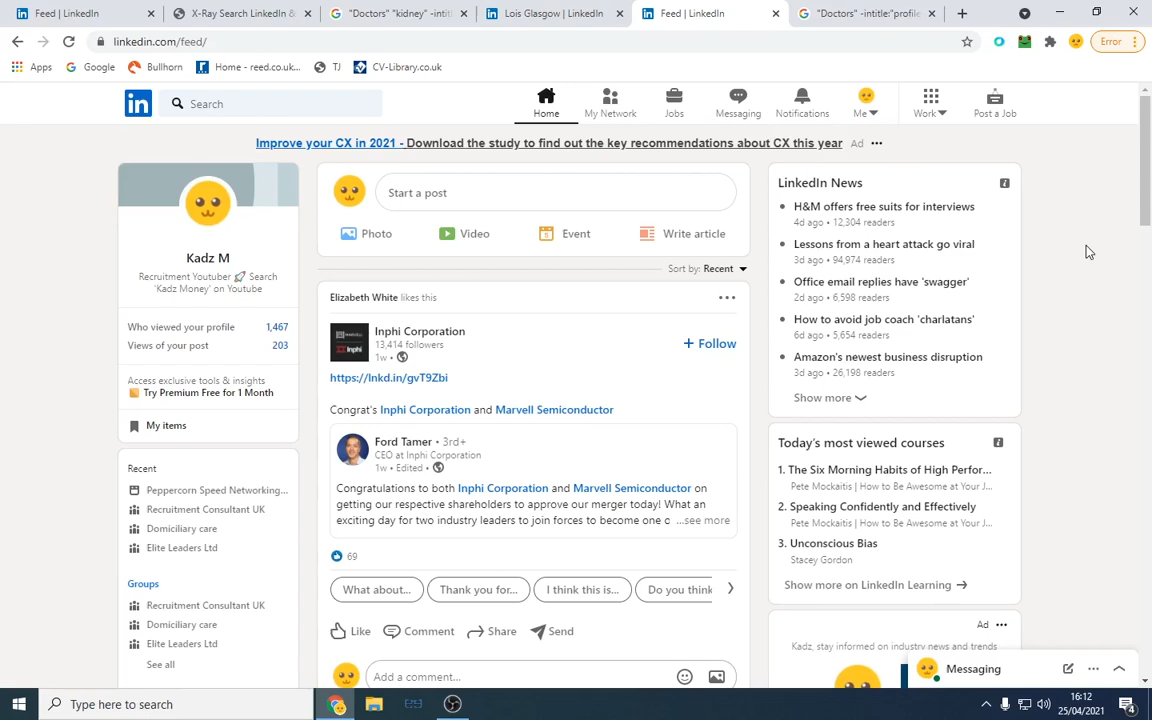 Feed | LinkedIn
X-Ray Search LinkedIn &
"Doctors" "kidney" -intitl
Lois Glasgow | LinkedIn
Feed | LinkedIn
"Doctors" -intitle:"profile
linkedin.com/feed/
Error
Apps
Google
Bullhorn
Home - reed.co.uk...
TJ
CV-Library.co.uk
in
Search
Home
My Network
Jobs
Messaging
Notifications
Me
Work
Post a Job
Improve your CX in 2021 - Download the study to find out the key recommendations about CX this year
Ad
Kadz M
Recruitment Youtuber 🚀 Search
'Kadz Money' on Youtube
Who viewed your profile 1,467
Views of your post 203
Access exclusive tools & insights
Try Premium Free for 1 Month
My items
Recent
Peppercorn Speed Networking...
Recruitment Consultant UK
Domiciliary care
Elite Leaders Ltd
Groups
Recruitment Consultant UK
Domiciliary care
Elite Leaders Ltd
See all
Start a post
Photo
Video
Event
Write article
Sort by: Recent
Elizabeth White likes this
Inphi Corporation
13,414 followers
1w •
+ Follow
https://lnkd.in/gvT9Zbi
Congrat's Inphi Corporation and Marvell Semiconductor
Ford Tamer • 3rd+
CEO at Inphi Corporation
1w • Edited •
Congratulations to both Inphi Corporation and Marvell Semiconductor on
getting our respective shareholders to approve our merger today! What an
exciting day for two industry leaders to join forces to become one c ...see more
69
What about...
Thank you for...
I think this is...
Do you think
Like
Comment
Share
Send
Add a comment...
LinkedIn News
H&M offers free suits for interviews
4d ago • 12,304 readers
Lessons from a heart attack go viral
3d ago • 94,974 readers
Office email replies have 'swagger'
2d ago • 6,598 readers
How to avoid job coach 'charlatans'
6d ago • 5,654 readers
Amazon's newest business disruption
3d ago • 26,198 readers
Show more
Today's most viewed courses
1. The Six Morning Habits of High Perfor...
Pete Mockaitis | How to Be Awesome at Your J...
2. Speaking Confidently and Effectively
Pete Mockaitis | How to Be Awesome at Your J...
3. Unconscious Bias
Stacey Gordon
Show more on LinkedIn Learning
Ad
Kadz, stay informed on industry news and trends
Messaging
Type here to search
16:12
25/04/2021
4